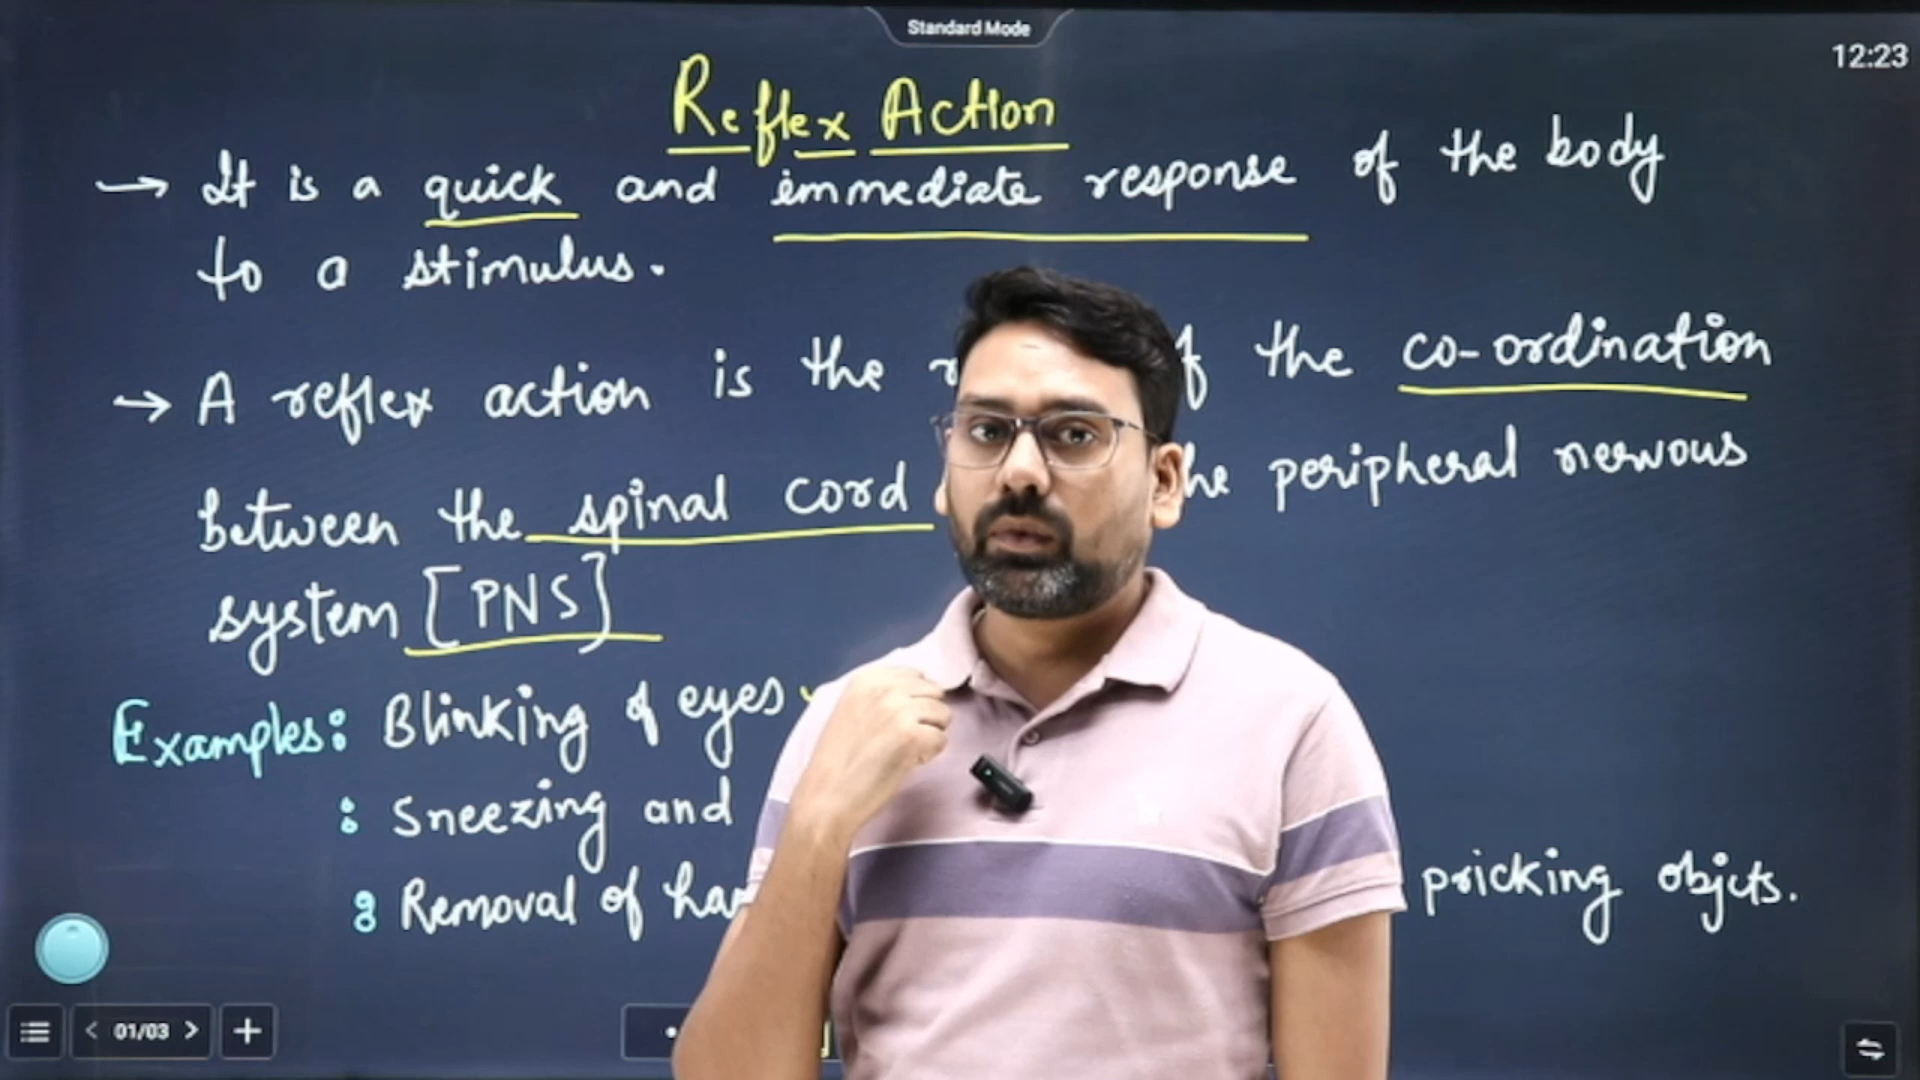 Standard Mode
12:23
Reflex Action
→ It is a quick and immediate response of the body
to a stimulus.
→ A reflex action is the of the co-ordination
between the spinal cord the peripheral nervous
system [PNS]
Examples: Blinking of eyes
: Sneezing and
: Removal of pricking objcts.
01/03